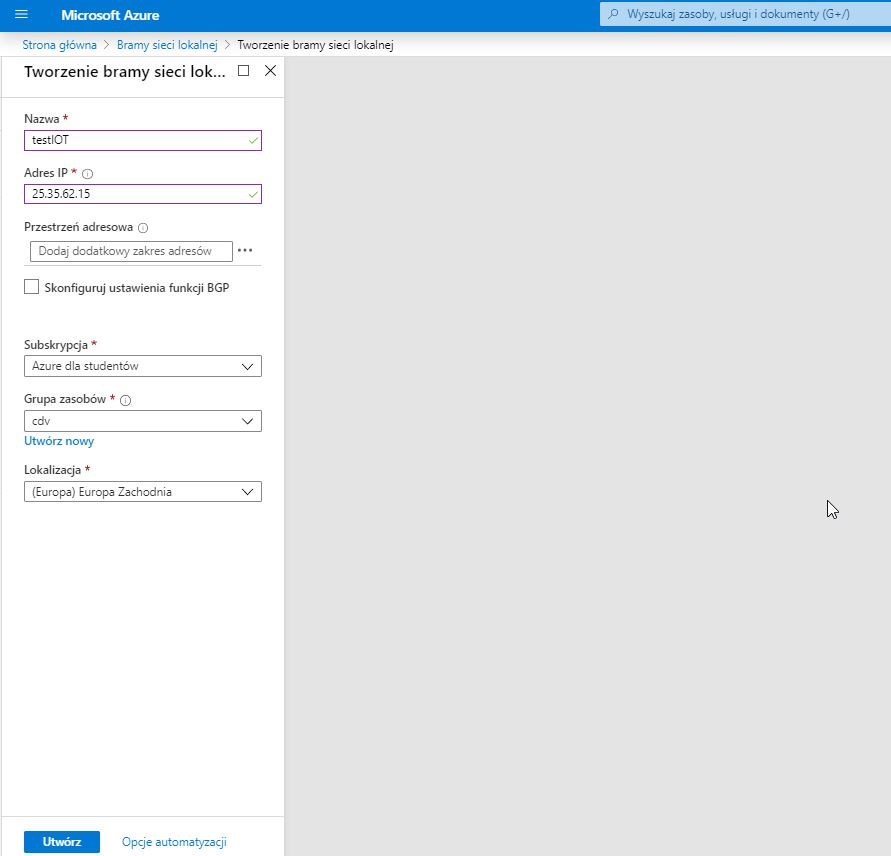 Microsoft Azure
Wyszukaj zasoby, usługi i dokumenty (G+/)
Strona główna > Bramy sieci lokalnej > Tworzenie bramy sieci lokalnej
Tworzenie bramy sieci lok...
Nazwa *
testIOT
Adres IP *
25.35.62.15
Przestrzeń adresowa
Dodaj dodatkowy zakres adresów
Skonfiguruj ustawienia funkcji BGP
Subskrypcja *
Azure dla studentów
Grupa zasobów *
cdv
Utwórz nowy
Lokalizacja *
(Europa) Europa Zachodnia
Utwórz Opcje automatyzacji